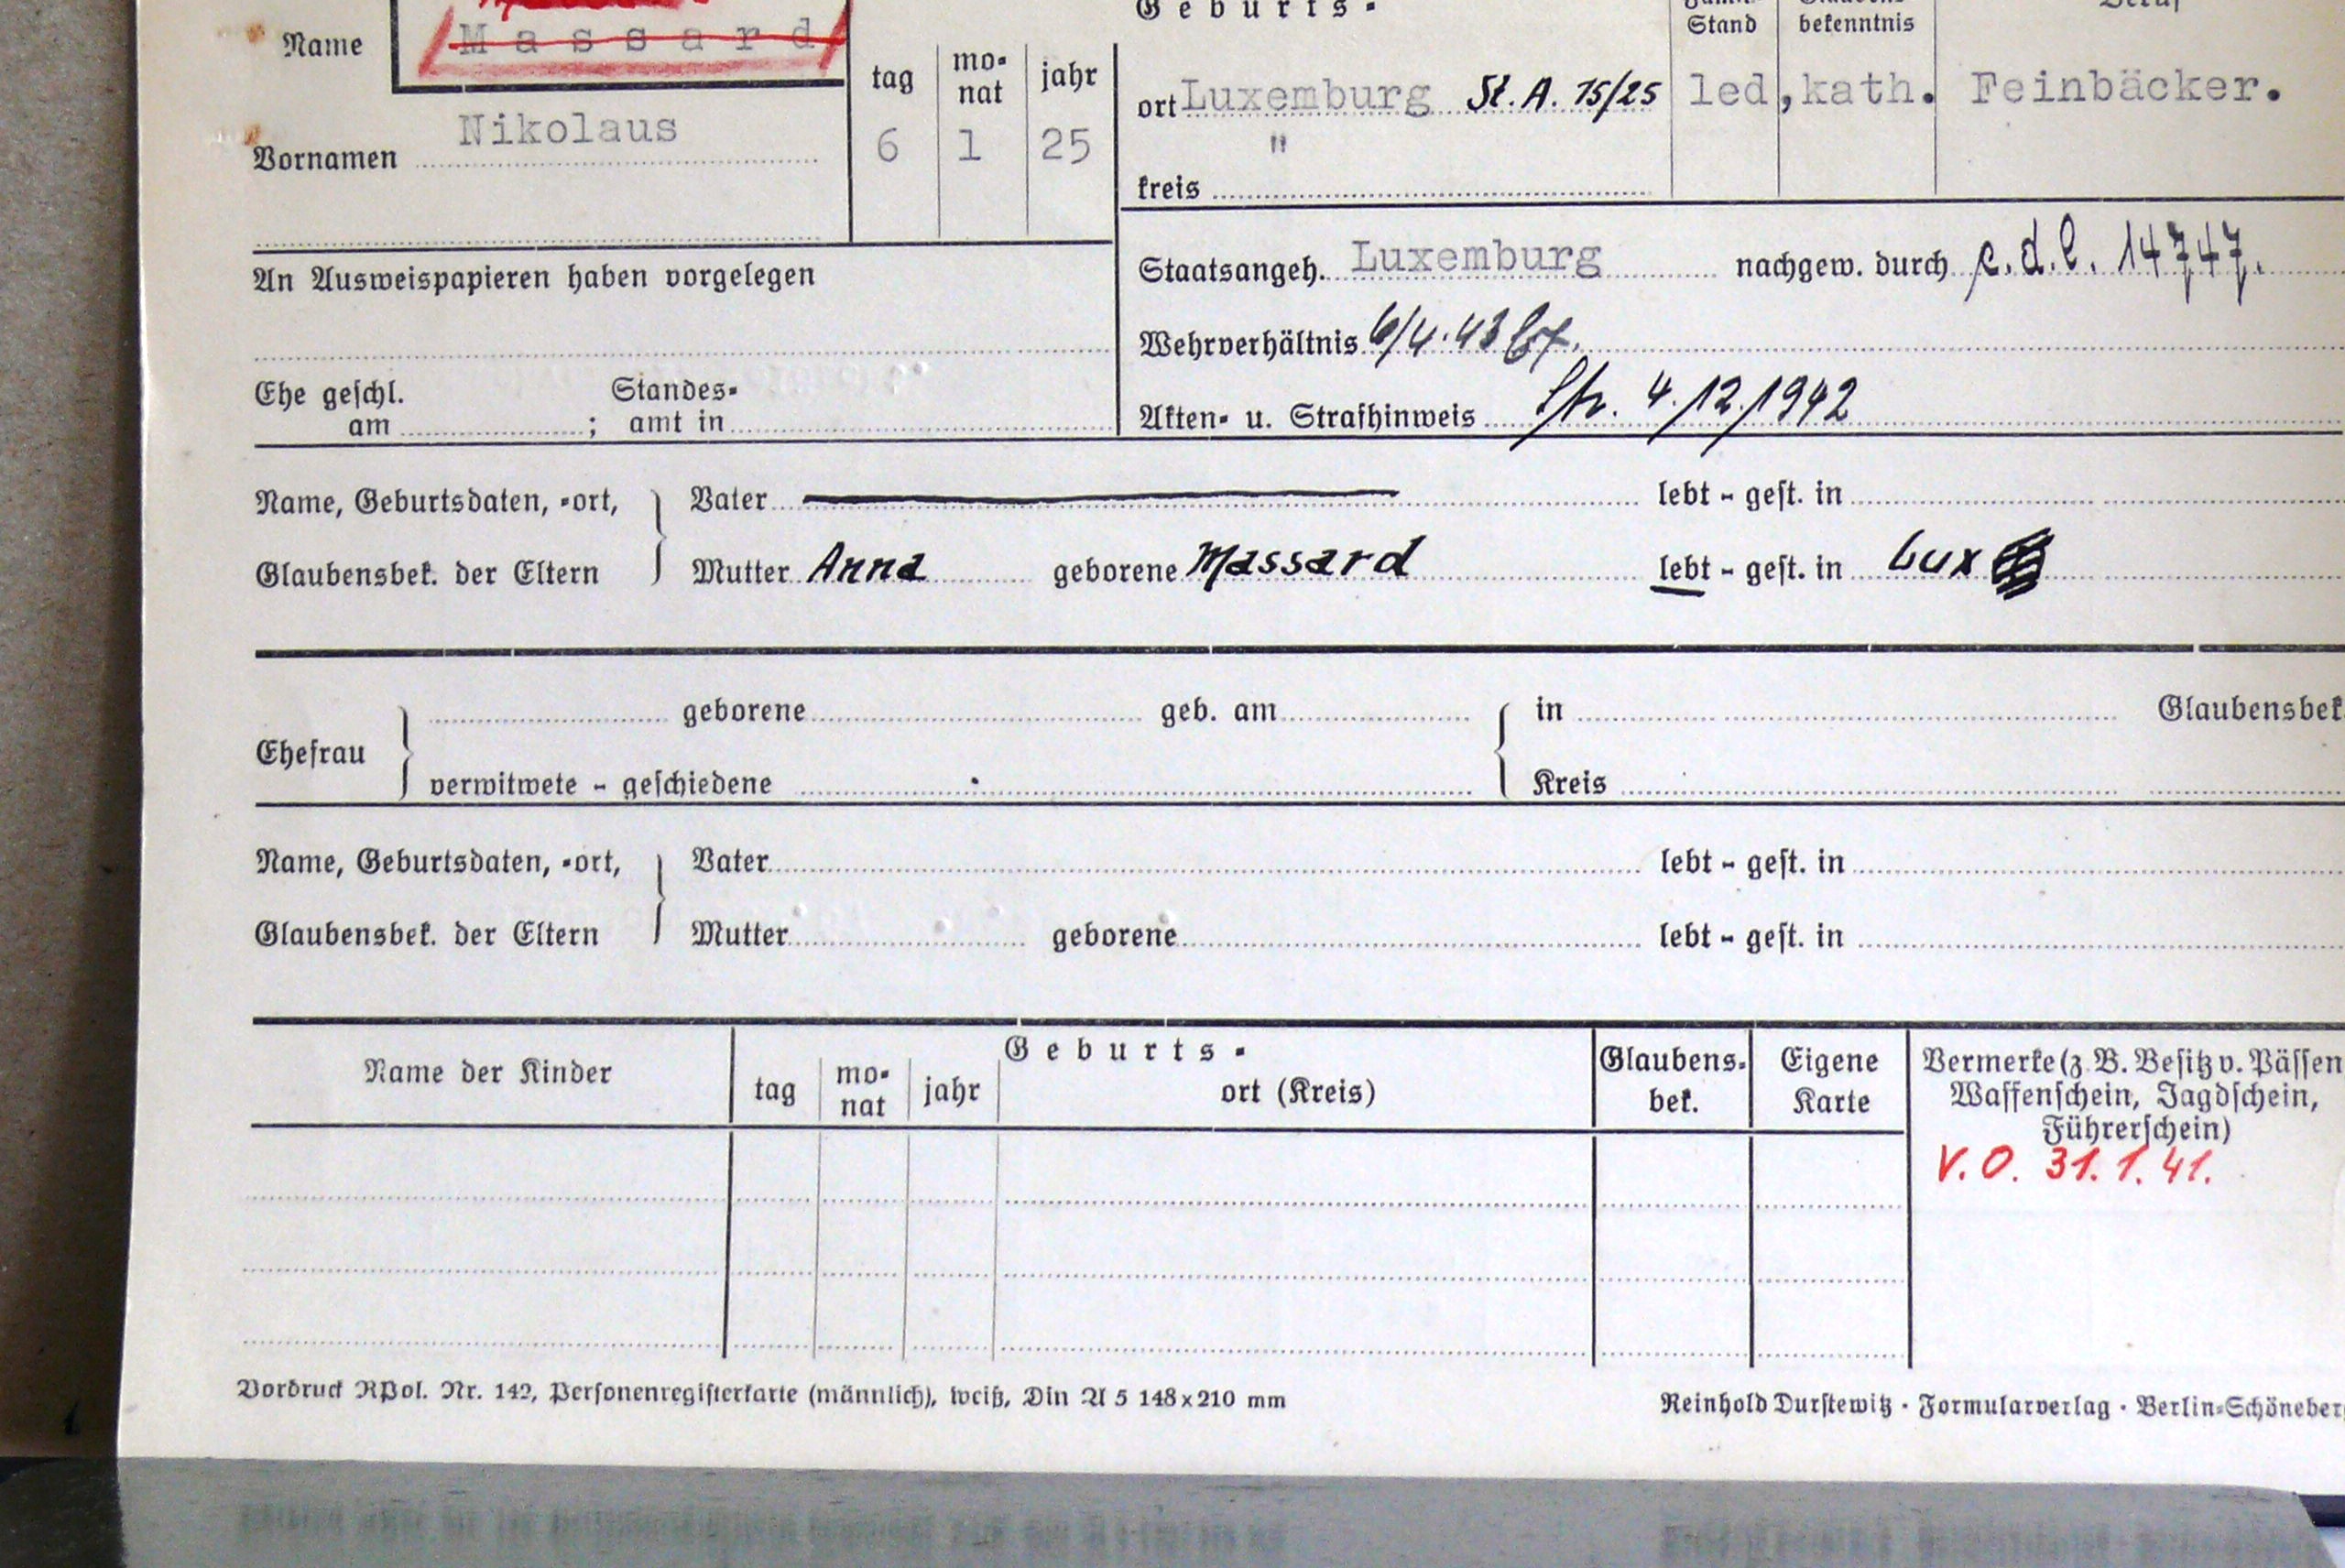 Geburts-
Stand
bekenntnis
Name Massard
tag
mo-
nat
jahr
ort Luxemburg St. A. 15/25 led, kath. Feinbäcker.
Vornamen Nikolaus 6 1 25 "
kreis
An Ausweispapieren haben vorgelegen
Staatsangeh. Luxemburg nachgew. durch c.d.l. 14747.
Wehrverhältnis 6/4.43
Ehe geschl.
am ; Standes-
amt in
Akten- u. Strafhinweis Str. 4./12./1942
Name, Geburtsdaten, -ort, Vater lebt - gest. in
Glaubensbek. der Eltern Mutter Anna geborene Massard lebt - gest. in Lux
geborene geb. am in Glaubensbek.
Ehefrau
verwitwete - geschiedene Kreis
Name, Geburtsdaten, -ort, Vater lebt - gest. in
Glaubensbek. der Eltern Mutter geborene lebt - gest. in
Name der Kinder
Geburts-
tag
mo-
nat
jahr
ort (Kreis)
Glaubens-
bek.
Eigene
Karte
Vermerke (z. B. Besitz v. Pässen
Waffenschein, Jagdschein,
Führerschein)
V.O. 31.1.41.
Vordruck RPol. Nr. 142, Personenregisterkarte (männlich), weiß, Din A 5 148x210 mm
Reinhold Durstewitz · Formularverlag · Berlin-Schöneberg